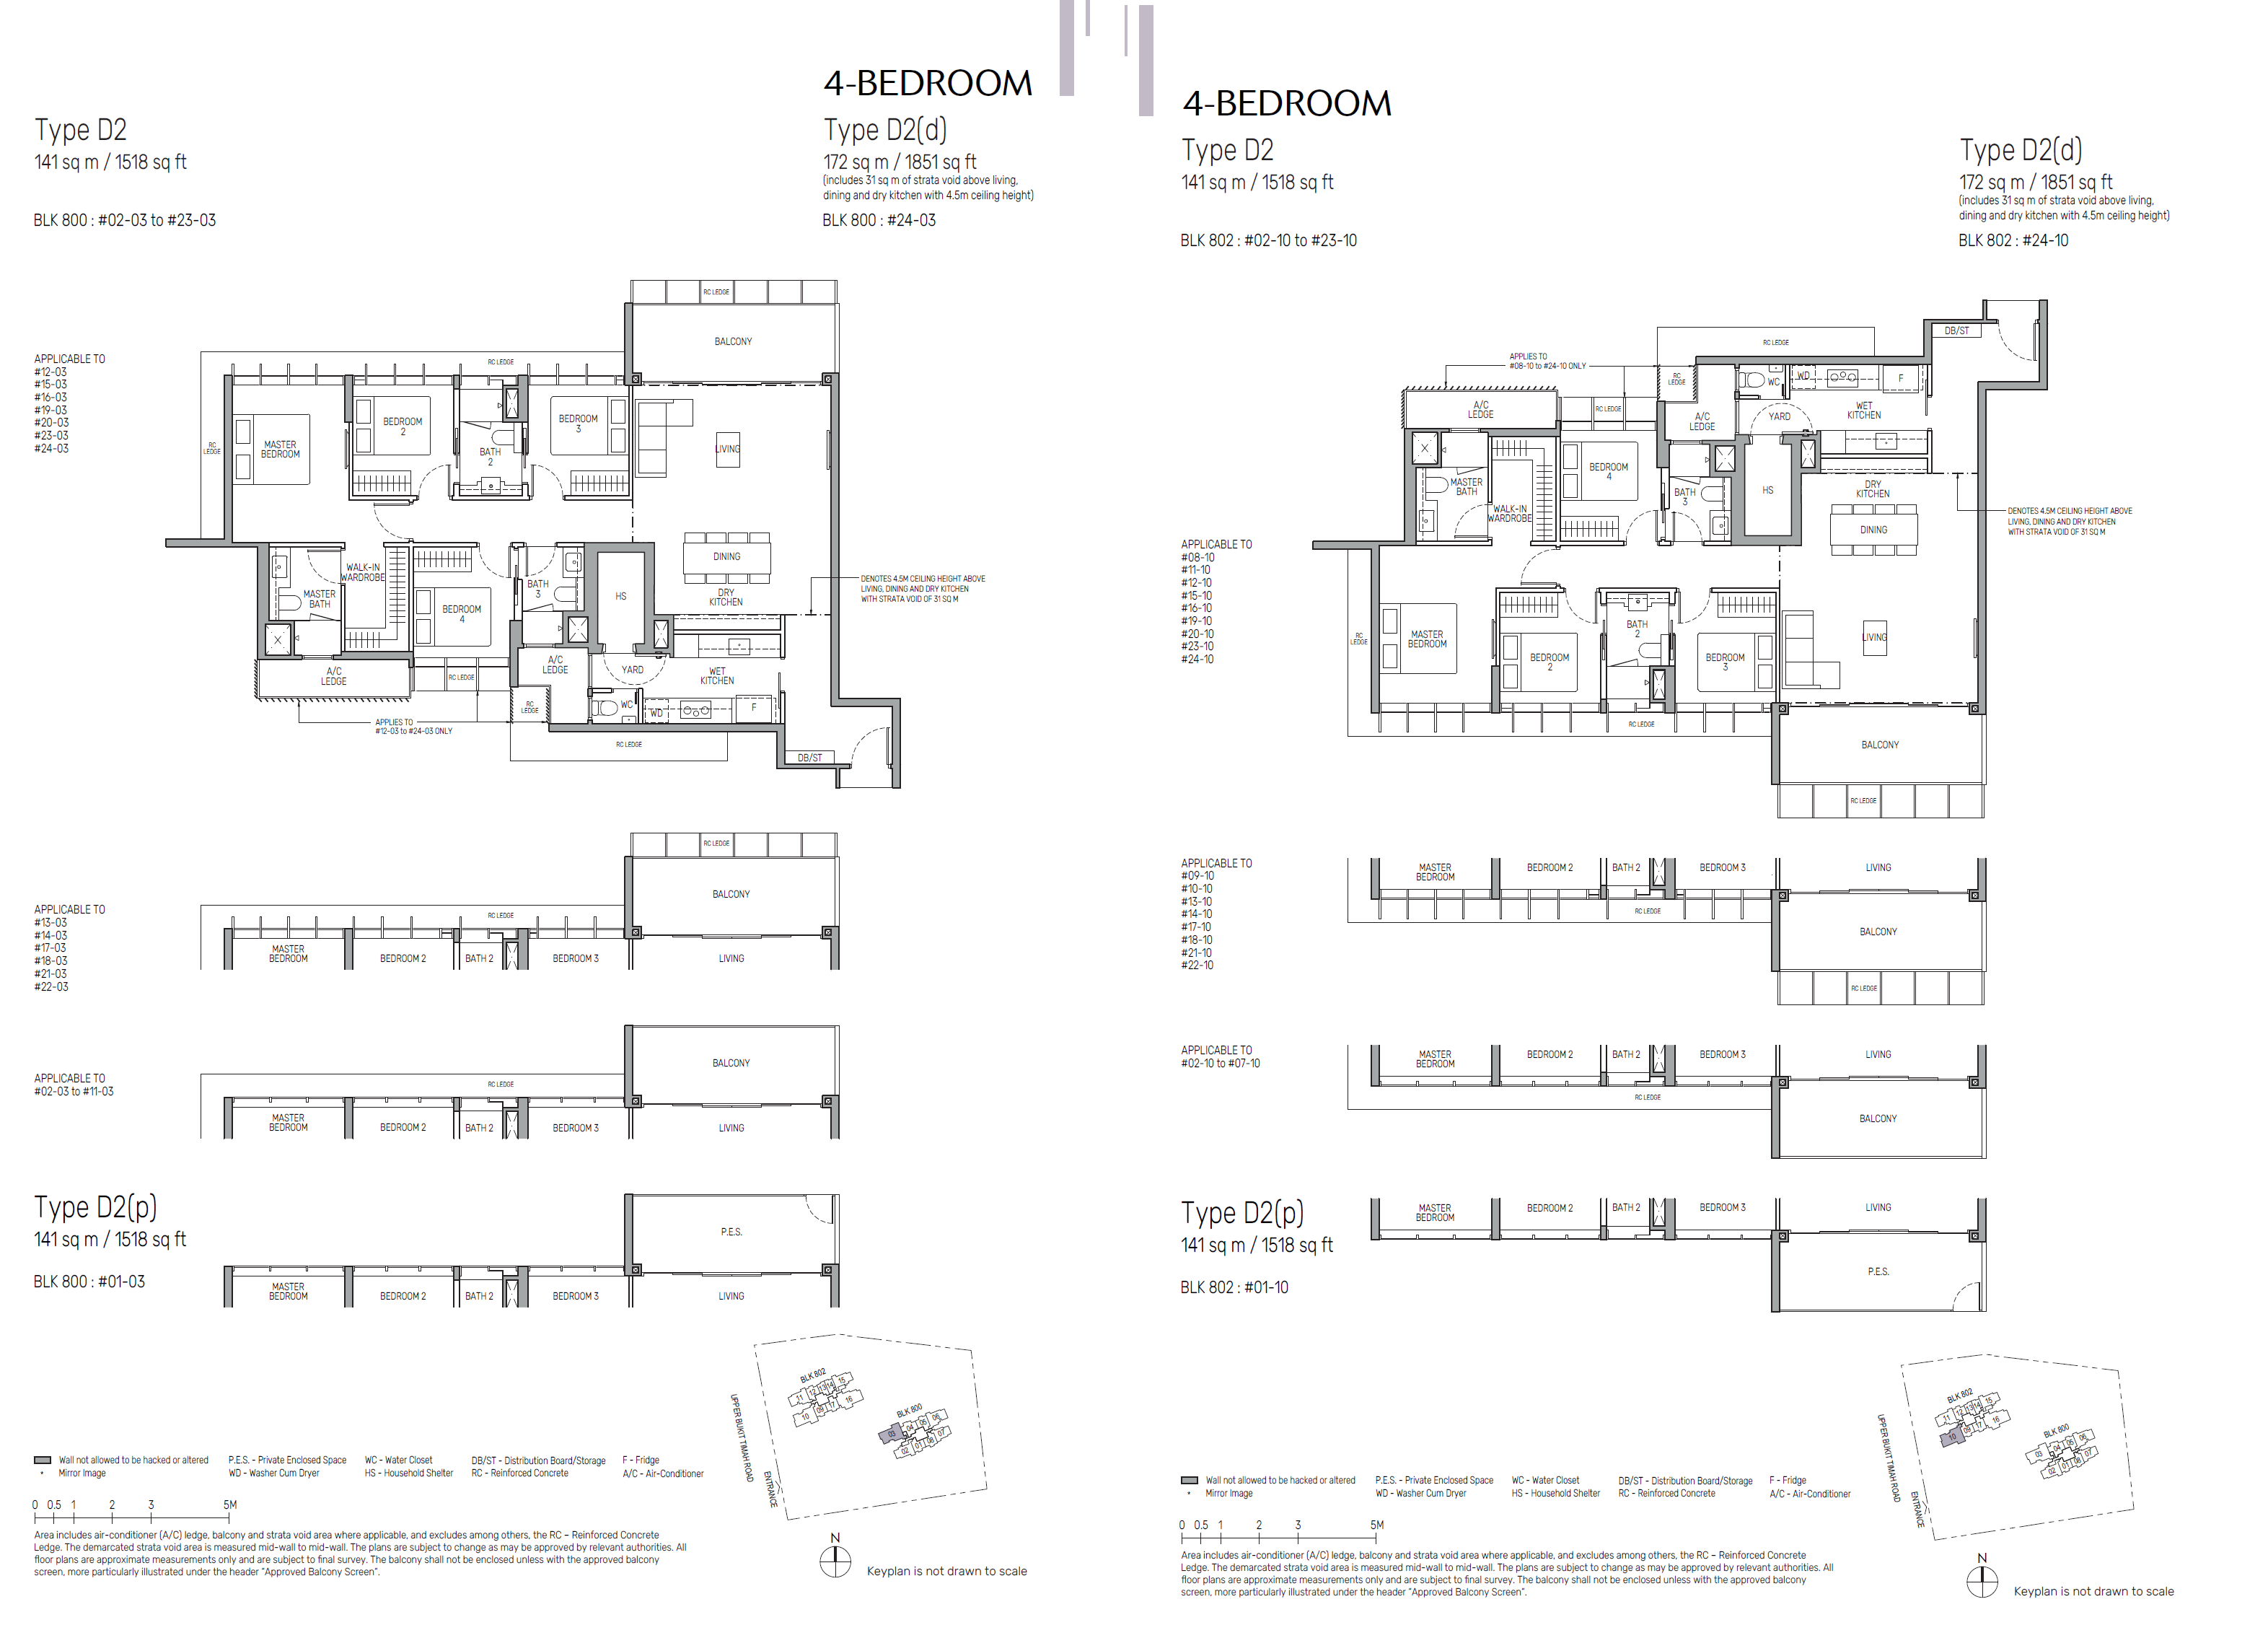 4-BEDROOM
Type D2
141 sq m / 1518 sq ft
BLK 800 : #02-03 to #23-03
Type D2(d)
172 sq m / 1851 sq ft
(includes 31 sq m of strata void above living,
dining and dry kitchen with 4.5m ceiling height)
BLK 800 : #24-03
APPLICABLE TO
#12-03
#15-03
#16-03
#19-03
#20-03
#23-03
#24-03
RC LEDGE
BALCONY
RC LEDGE
RC
LEDGE
MASTER
BEDROOM
BEDROOM
2
BATH
2
BEDROOM
3
LIVING
DINING
DRY
KITCHEN
WALK-IN
WARDROBE
MASTER
BATH
BEDROOM
4
BATH
3
HS
A/C
LEDGE
RC LEDGE
A/C
LEDGE
YARD
WET
KITCHEN
RC
LEDGE
WC
WD
F
RC LEDGE
DB/ST
APPLIES TO
#12-03 to #24-03 ONLY
DENOTES 4.5M CEILING HEIGHT ABOVE
LIVING, DINING AND DRY KITCHEN
WITH STRATA VOID OF 31 SQ M
APPLICABLE TO
#13-03
#14-03
#17-03
#18-03
#21-03
#22-03
RC LEDGE
BALCONY
RC LEDGE
MASTER
BEDROOM
BEDROOM 2
BATH 2
BEDROOM 3
LIVING
APPLICABLE TO
#02-03 to #11-03
BALCONY
RC LEDGE
MASTER
BEDROOM
BEDROOM 2
BATH 2
BEDROOM 3
LIVING
Type D2(p)
141 sq m / 1518 sq ft
BLK 800 : #01-03
P.E.S.
MASTER
BEDROOM
BEDROOM 2
BATH 2
BEDROOM 3
LIVING
UPPER BUKIT TIMAH ROAD
ENTRANCE
BLK 802
11 12 13 14 15
10 09 17 16
BLK 800
03 04 05 06
02 01 08 07
Wall not allowed to be hacked or altered
* Mirror Image
P.E.S. - Private Enclosed Space
WD - Washer Cum Dryer
WC - Water Closet
HS - Household Shelter
DB/ST - Distribution Board/Storage
RC - Reinforced Concrete
F - Fridge
A/C - Air-Conditioner
0 0.5 1 2 3 5M
Area includes air-conditioner (A/C) ledge, balcony and strata void area where applicable, and excludes among others, the RC – Reinforced Concrete
Ledge. The demarcated strata void area is measured mid-wall to mid-wall. The plans are subject to change as may be approved by relevant authorities. All
floor plans are approximate measurements only and are subject to final survey. The balcony shall not be enclosed unless with the approved balcony
screen, more particularly illustrated under the header "Approved Balcony Screen".
N
Keyplan is not drawn to scale
4-BEDROOM
Type D2
141 sq m / 1518 sq ft
BLK 802 : #02-10 to #23-10
Type D2(d)
172 sq m / 1851 sq ft
(includes 31 sq m of strata void above living,
dining and dry kitchen with 4.5m ceiling height)
BLK 802 : #24-10
APPLIES TO
#08-10 to #24-10 ONLY
RC LEDGE
DB/ST
RC
LEDGE
WC
WD
F
A/C
LEDGE
RC LEDGE
A/C
LEDGE
YARD
WET
KITCHEN
MASTER
BATH
WALK-IN
WARDROBE
BEDROOM
4
BATH
3
HS
DRY
KITCHEN
DINING
DENOTES 4.5M CEILING HEIGHT ABOVE
LIVING, DINING AND DRY KITCHEN
WITH STRATA VOID OF 31 SQ M
APPLICABLE TO
#08-10
#11-10
#12-10
#15-10
#16-10
#19-10
#20-10
#23-10
#24-10
RC
LEDGE
MASTER
BEDROOM
BEDROOM
2
BATH
2
BEDROOM
3
LIVING
RC LEDGE
BALCONY
RC LEDGE
APPLICABLE TO
#09-10
#10-10
#13-10
#14-10
#17-10
#18-10
#21-10
#22-10
MASTER
BEDROOM
BEDROOM 2
BATH 2
BEDROOM 3
LIVING
RC LEDGE
BALCONY
RC LEDGE
APPLICABLE TO
#02-10 to #07-10
MASTER
BEDROOM
BEDROOM 2
BATH 2
BEDROOM 3
LIVING
RC LEDGE
BALCONY
Type D2(p)
141 sq m / 1518 sq ft
BLK 802 : #01-10
MASTER
BEDROOM
BEDROOM 2
BATH 2
BEDROOM 3
LIVING
P.E.S.
UPPER BUKIT TIMAH ROAD
ENTRANCE
BLK 802
11 12 13 14 15
10 09 17 16
BLK 800
03 04 05 06
02 01 08 07
Wall not allowed to be hacked or altered
* Mirror Image
P.E.S. - Private Enclosed Space
WD - Washer Cum Dryer
WC - Water Closet
HS - Household Shelter
DB/ST - Distribution Board/Storage
RC - Reinforced Concrete
F - Fridge
A/C - Air-Conditioner
0 0.5 1 2 3 5M
Area includes air-conditioner (A/C) ledge, balcony and strata void area where applicable, and excludes among others, the RC – Reinforced Concrete
Ledge. The demarcated strata void area is measured mid-wall to mid-wall. The plans are subject to change as may be approved by relevant authorities. All
floor plans are approximate measurements only and are subject to final survey. The balcony shall not be enclosed unless with the approved balcony
screen, more particularly illustrated under the header "Approved Balcony Screen".
N
Keyplan is not drawn to scale